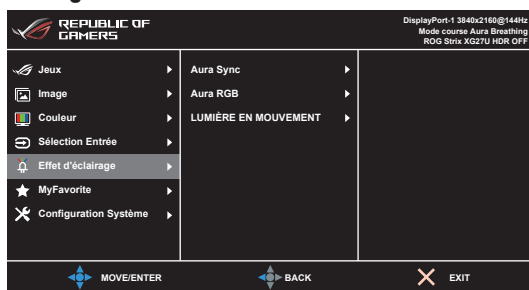 REPUBLIC OF
GAMERS
DisplayPort-1 3840x2160@144Hz
Mode course Aura Breathing
ROG Strix XG27U HDR OFF
Jeux
Image
Couleur
Sélection Entrée
Effet d'éclairage
MyFavorite
Configuration Système
Aura Sync
Aura RGB
LUMIÈRE EN MOUVEMENT
MOVE/ENTER
BACK
EXIT